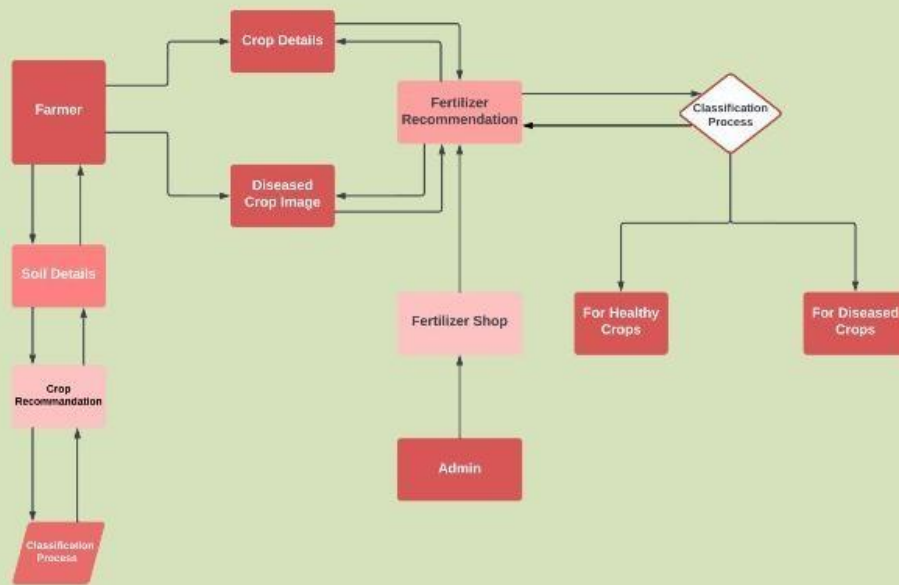 Crop Details
Farmer
Fertilizer
Recommendation
Classification
Process
Diseased
Crop Image
Soil Details
Fertilizer Shop
For Healthy
Crops
For Diseased
Crops
Crop
Recommandation
Admin
Classification
Process